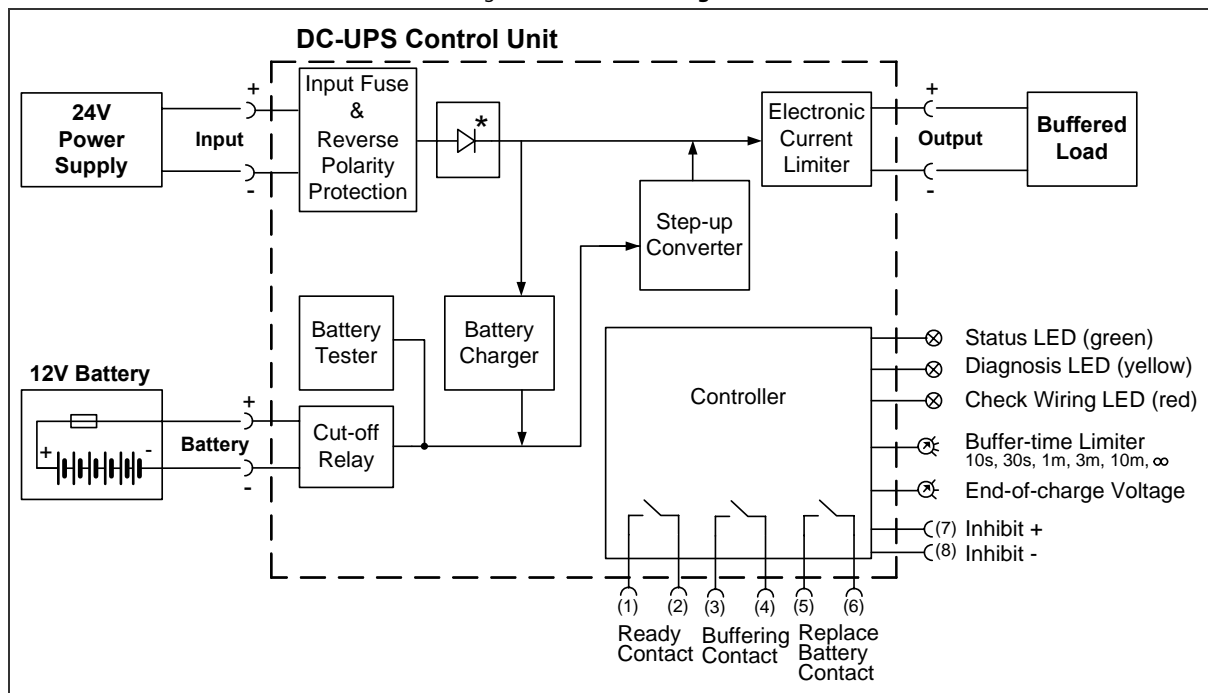 DC-UPS Control Unit
24V
Power
Supply
+
Input
-
Input Fuse
&
Reverse
Polarity
Protection
*
Electronic
Current
Limiter
+
Output
-
Buffered
Load
Step-up
Converter
Battery
Tester
Battery
Charger
12V Battery
+ -
+
Battery
-
Cut-off
Relay
Controller
Status LED (green)
Diagnosis LED (yellow)
Check Wiring LED (red)
Buffer-time Limiter
10s, 30s, 1m, 3m, 10m, ∞
End-of-charge Voltage
(7) Inhibit +
(8) Inhibit -
(1) (2) (3) (4) (5) (6)
Ready
Contact
Buffering
Contact
Replace
Battery
Contact